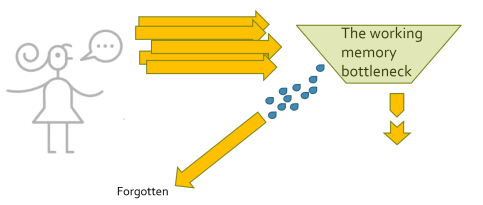 The working
memory
bottleneck
Forgotten